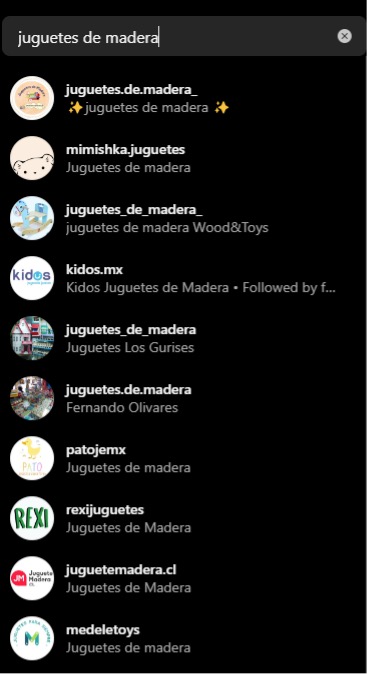 juguetes de madera
juguetes.de.madera_
✨juguetes de madera ✨
mimishka.juguetes
Juguetes de madera
juguetes_de_madera_
juguetes de madera Wood&Toys
kidos
kidos.mx
Kidos Juguetes de Madera • Followed by f...
juguetes_de_madera
Juguetes Los Gurises
juguetes.de.madera
Fernando Olivares
PATO
patojemx
Juguetes de madera
REXI
rexijuguetes
Juguetes de Madera
JM
Juguete
Madera
juguetemadera.cl
Juguetes de Madera
M
medeletoys
Juguetes de madera